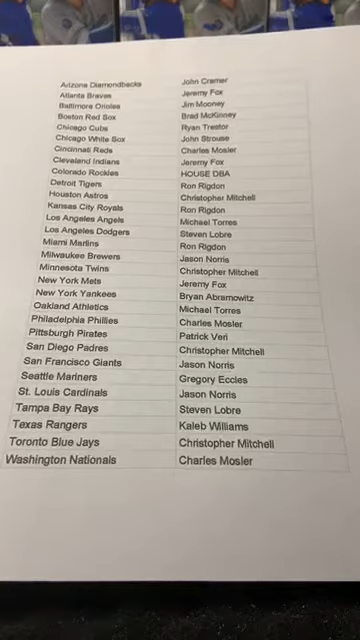 Arizona Diamondbacks John Cramer
Atlanta Braves Jeremy Fox
Baltimore Orioles Jim Mooney
Boston Red Sox Brad McKinney
Chicago Cubs Ryan Treator
Chicago White Sox John Strouse
Cincinnati Reds Charles Mosler
Cleveland Indians Jeremy Fox
Colorado Rockies HOUSE DBA
Detroit Tigers Ron Rigdon
Houston Astros Christopher Mitchell
Kansas City Royals Ron Rigdon
Los Angeles Angels Michael Torres
Los Angeles Dodgers Steven Lobre
Miami Marlins Ron Rigdon
Milwaukee Brewers Jason Norris
Minnesota Twins Christopher Mitchell
New York Mets Jeremy Fox
New York Yankees Bryan Abramowitz
Oakland Athletics Michael Torres
Philadelphia Phillies Charles Mosler
Pittsburgh Pirates Patrick Veri
San Diego Padres Christopher Mitchell
San Francisco Giants Jason Norris
Seattle Mariners Gregory Eccles
St. Louis Cardinals Jason Norris
Tampa Bay Rays Steven Lobre
Texas Rangers Kaleb Williams
Toronto Blue Jays Christopher Mitchell
Washington Nationals Charles Mosler